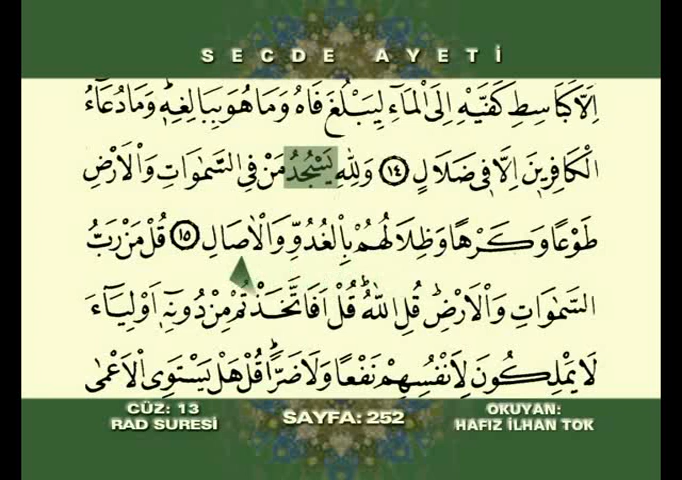 SECDE AYETİ
اِلَّا كَبَاسِطِ كَفَّيْهِ اِلَى الْمَٓاءِ لِيَبْلُغَ فَاهُ وَمَا هُوَ بِبَالِغِهٖۜ وَمَا دُعَٓاءُ
الْكَافِرٖينَ اِلَّا فٖي ضَلَالٍ ﴿١٤﴾ وَلِلّٰهِ يَسْجُدُ مَنْ فِي السَّمٰوَاتِ وَالْاَرْضِ
طَوْعًا وَكَرْهًا وَظِلَالُهُمْ بِالْغُدُوِّ وَالْاٰصَالِ ﴿١٥﴾ قُلْ مَنْ رَبُّ
السَّمٰوَاتِ وَالْاَرْضِۜ قُلِ اللّٰهُۜ قُلْ اَفَاتَّخَذْتُمْ مِنْ دُونِهٖٓ اَوْلِيَٓاءَ
لَا يَمْلِكُونَ لِاَنْفُسِهِمْ نَفْعًا وَلَا ضَرًّاۜ قُلْ هَلْ يَسْتَوِي الْاَعْمٰى
CÜZ: 13
RAD SURESİ
SAYFA: 252
OKUYAN:
HAFIZ İLHAN TOK